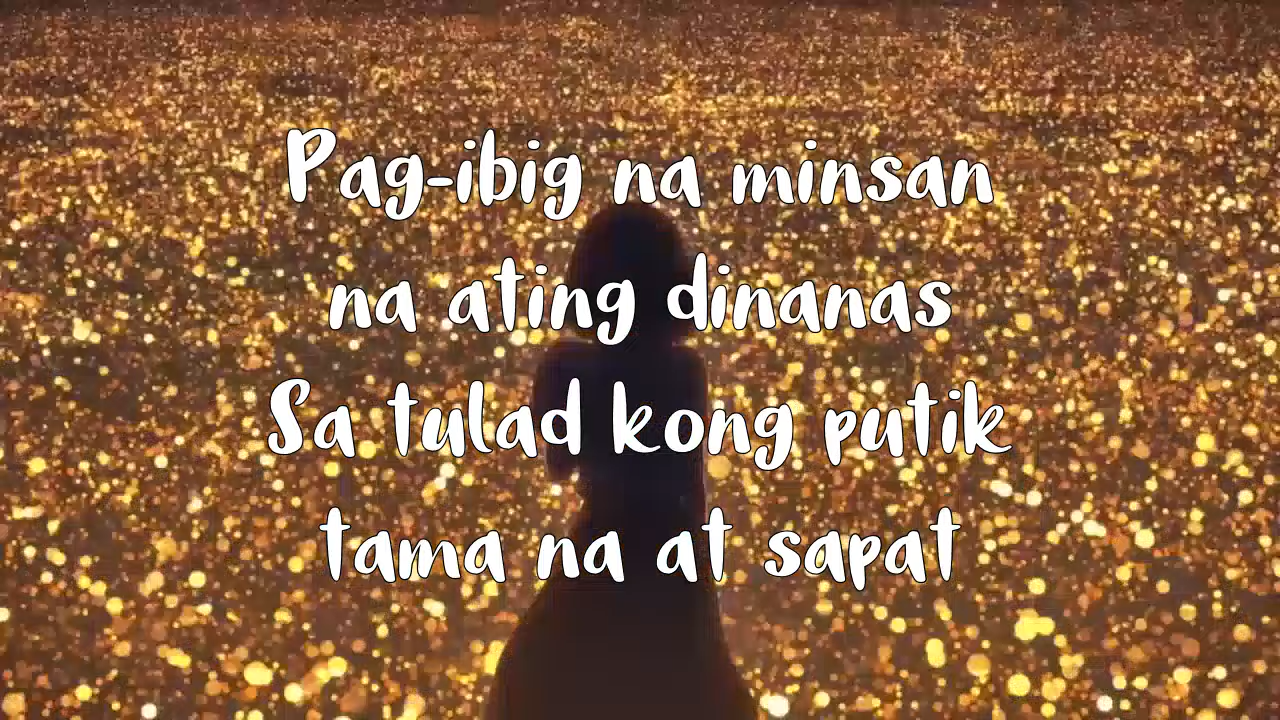 Pag-ibig na minsan
na ating dinanas
Sa tulad kong putik
tama na at sapat